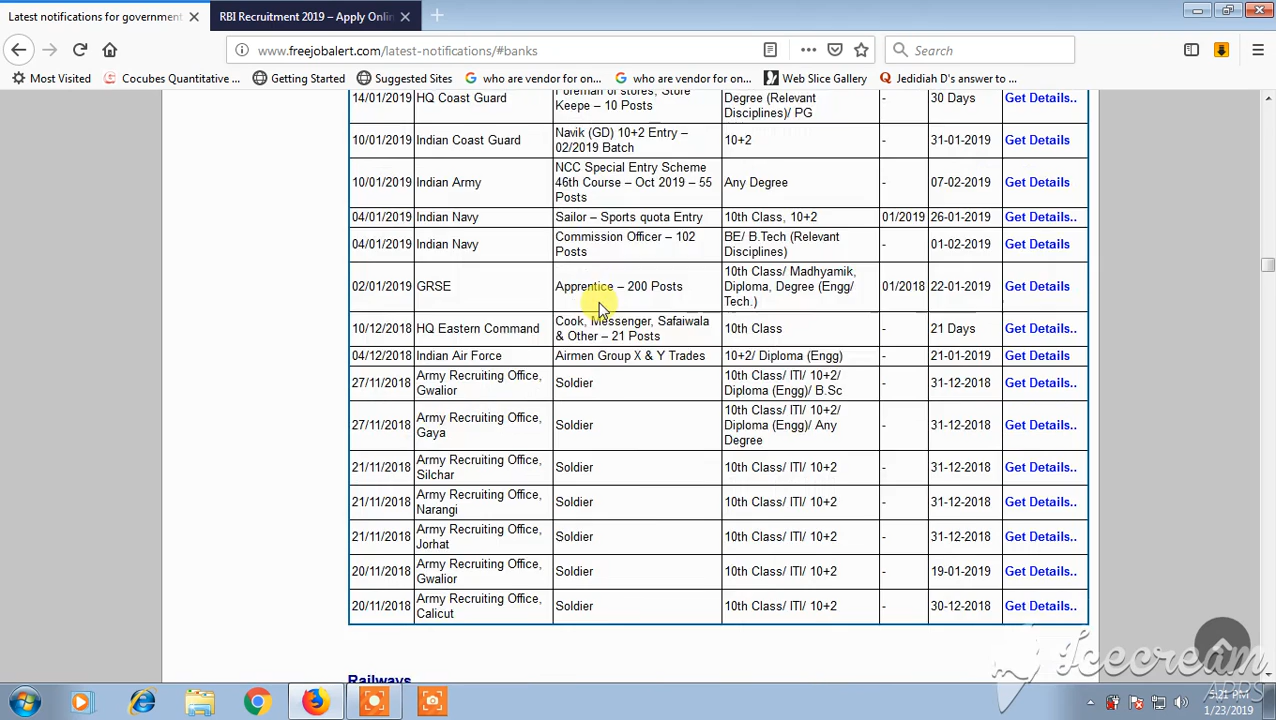 Latest notifications for government
RBI Recruitment 2019 – Apply Onlin
www.freejobalert.com/latest-notifications/#banks
Search
Most Visited
Cocubes Quantitative ...
Getting Started
Suggested Sites
who are vendor for on...
who are vendor for on...
Web Slice Gallery
Jedidiah D's answer to ...
14/01/2019 HQ Coast Guard Foreman of stores, Store Keepe – 10 Posts Degree (Relevant Disciplines)/ PG - 30 Days Get Details..
10/01/2019 Indian Coast Guard Navik (GD) 10+2 Entry – 02/2019 Batch 10+2 - 31-01-2019 Get Details
10/01/2019 Indian Army NCC Special Entry Scheme 46th Course – Oct 2019 – 55 Posts Any Degree - 07-02-2019 Get Details
04/01/2019 Indian Navy Sailor – Sports quota Entry 10th Class, 10+2 01/2019 26-01-2019 Get Details
04/01/2019 Indian Navy Commission Officer – 102 Posts BE/ B.Tech (Relevant Disciplines) - 01-02-2019 Get Details
02/01/2019 GRSE Apprentice – 200 Posts 10th Class/ Madhyamik, Diploma, Degree (Engg/ Tech.) 01/2018 22-01-2019 Get Details
10/12/2018 HQ Eastern Command Cook, Messenger, Safaiwala & Other – 21 Posts 10th Class - 21 Days Get Details
04/12/2018 Indian Air Force Airmen Group X & Y Trades 10+2/ Diploma (Engg) - 21-01-2019 Get Details
27/11/2018 Army Recruiting Office, Gwalior Soldier 10th Class/ ITI/ 10+2/ Diploma (Engg)/ B.Sc - 31-12-2018 Get Details..
27/11/2018 Army Recruiting Office, Gaya Soldier 10th Class/ ITI/ 10+2/ Diploma (Engg)/ Any Degree - 31-12-2018 Get Details..
21/11/2018 Army Recruiting Office, Silchar Soldier 10th Class/ ITI/ 10+2 - 31-12-2018 Get Details..
21/11/2018 Army Recruiting Office, Narangi Soldier 10th Class/ ITI/ 10+2 - 31-12-2018 Get Details..
21/11/2018 Army Recruiting Office, Jorhat Soldier 10th Class/ ITI/ 10+2 - 31-12-2018 Get Details..
20/11/2018 Army Recruiting Office, Gwalior Soldier 10th Class/ ITI/ 10+2 - 19-01-2019 Get Details..
20/11/2018 Army Recruiting Office, Calicut Soldier 10th Class/ ITI/ 10+2 - 30-12-2018 Get Details..
Railways
Icecream
APPS
5:21 PM
1/23/2019